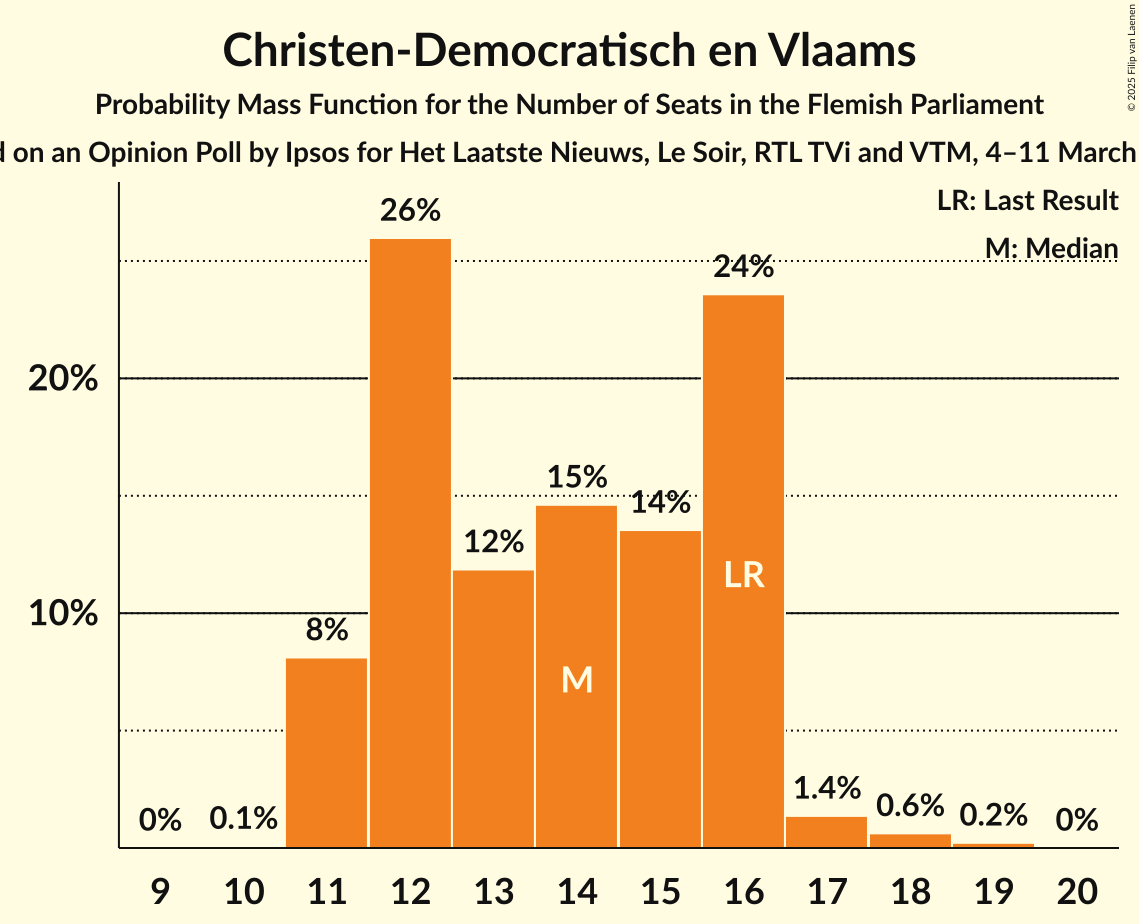 Christen-Democratisch en Vlaams
Probability Mass Function for the Number of Seats in the Flemish Parliament
on an Opinion Poll by Ipsos for Het Laatste Nieuws, Le Soir, RTL TVi and VTM, 4–11 March
© 2025 Filip van Laenen
LR: Last Result
M: Median
26%
24%
20%
15%
14%
12%
LR
10%
8%
M
1.4%
0.6%
0.2%
0%
0.1%
0%
9 10 11 12 13 14 15 16 17 18 19 20